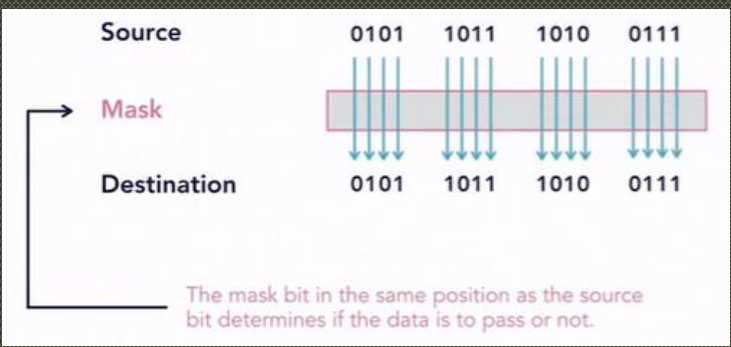 Source 0101 1011 1010 0111
Mask
Destination 0101 1011 1010 0111
The mask bit in the same position as the source
bit determines if the data is to pass or not.